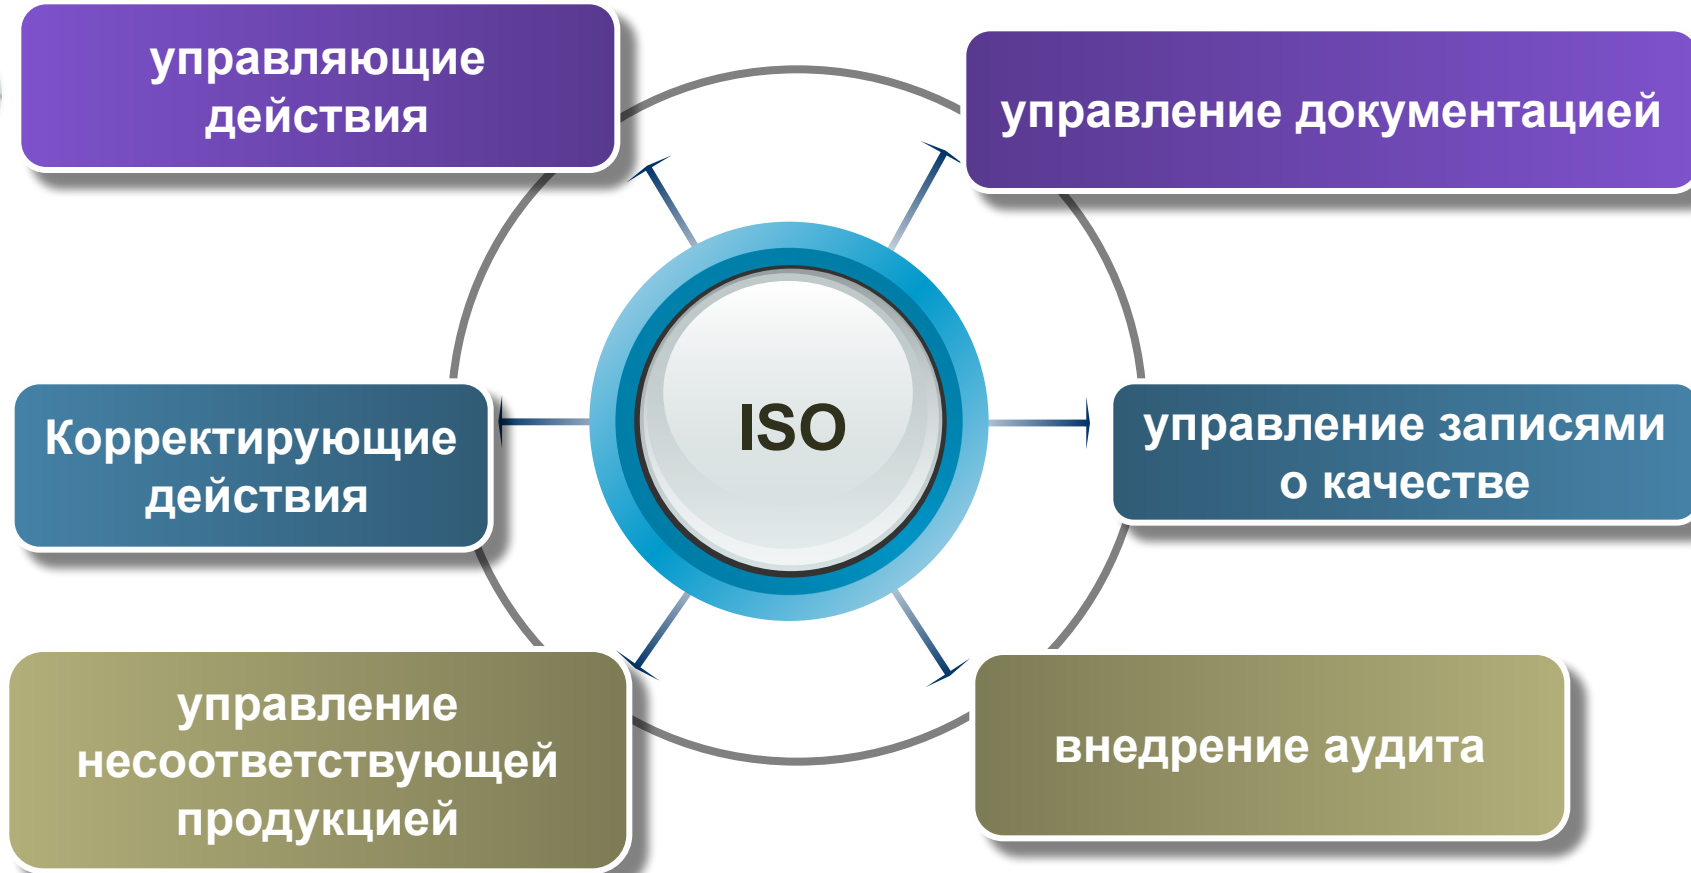 управляющие
действия
управление документацией
Корректирующие
действия
ISO
управление записями
о качестве
управление
несоответствующей
продукцией
внедрение аудита